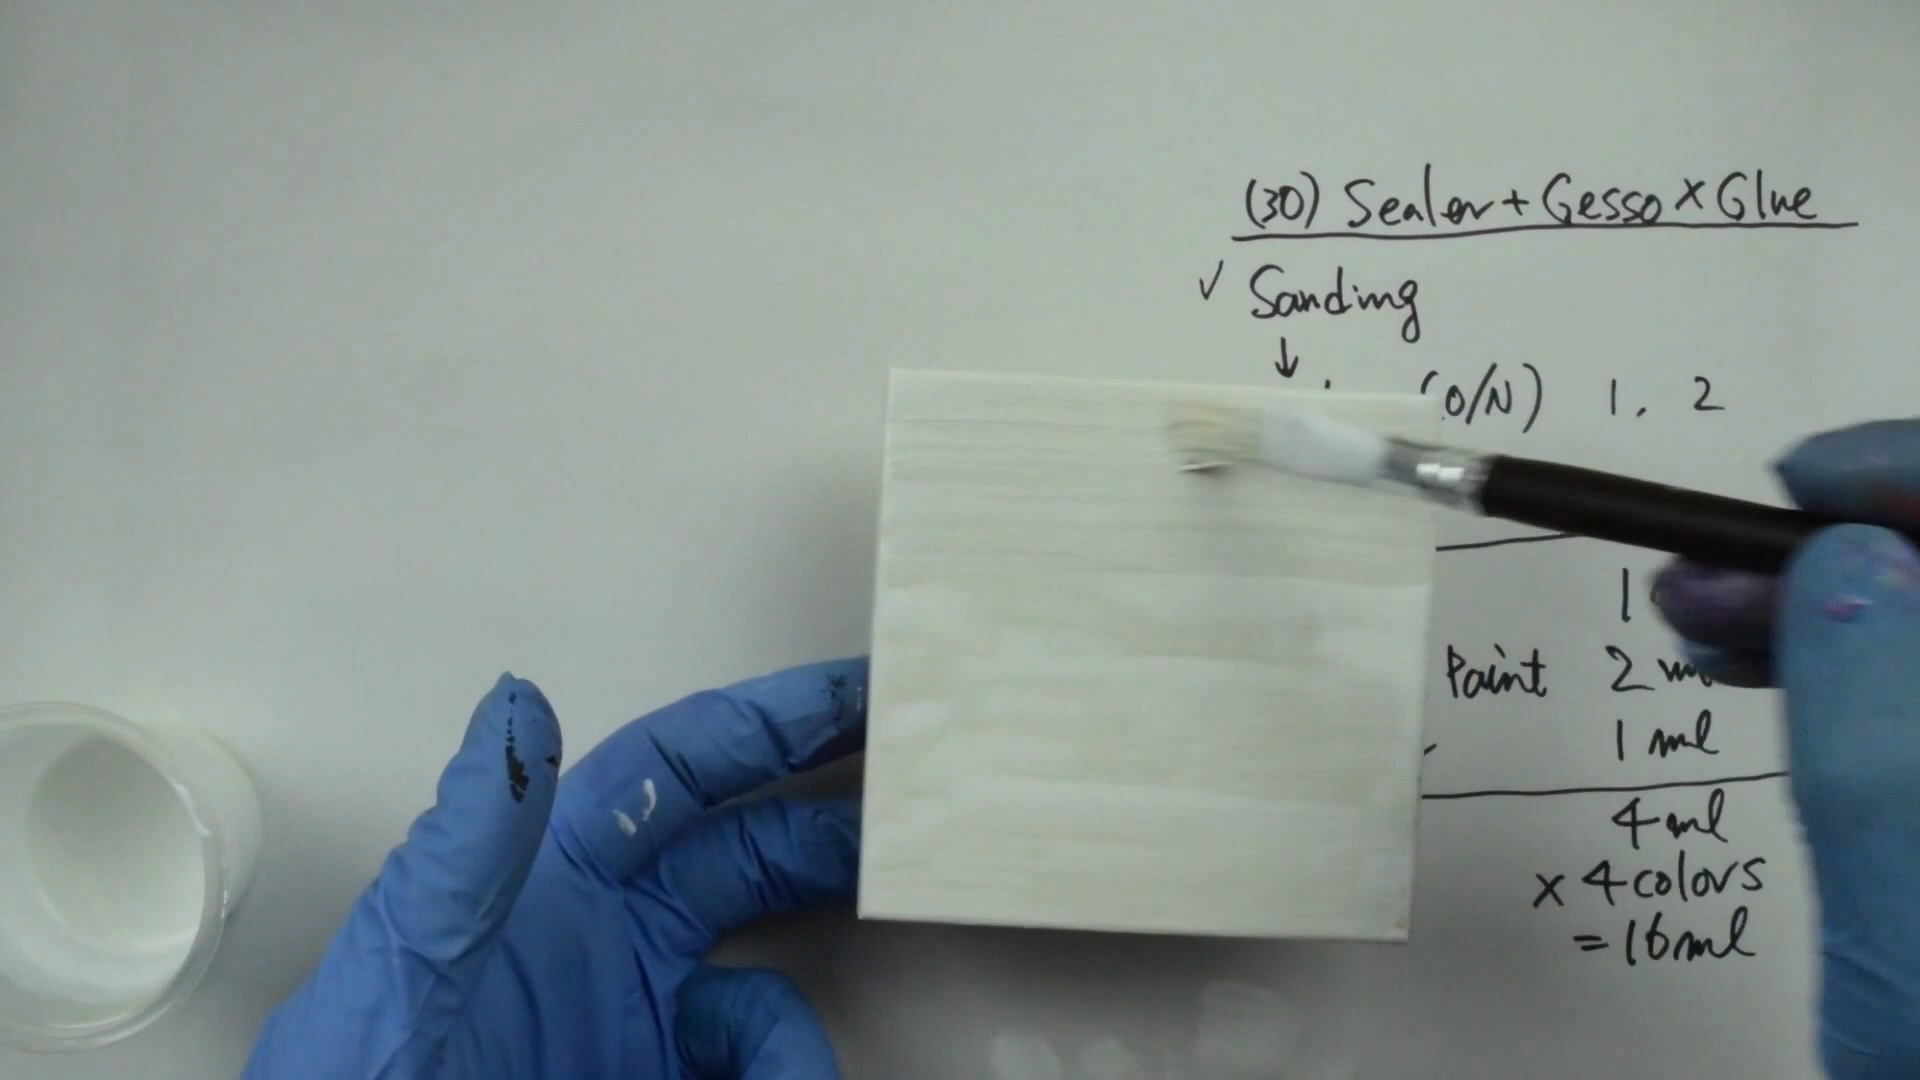 (30) Sealer + Gesso x Glue
✓ Sanding
↓
(O/N) 1, 2
1
Paint 2
1 ml
4 ml
x 4 colors
= 16 ml